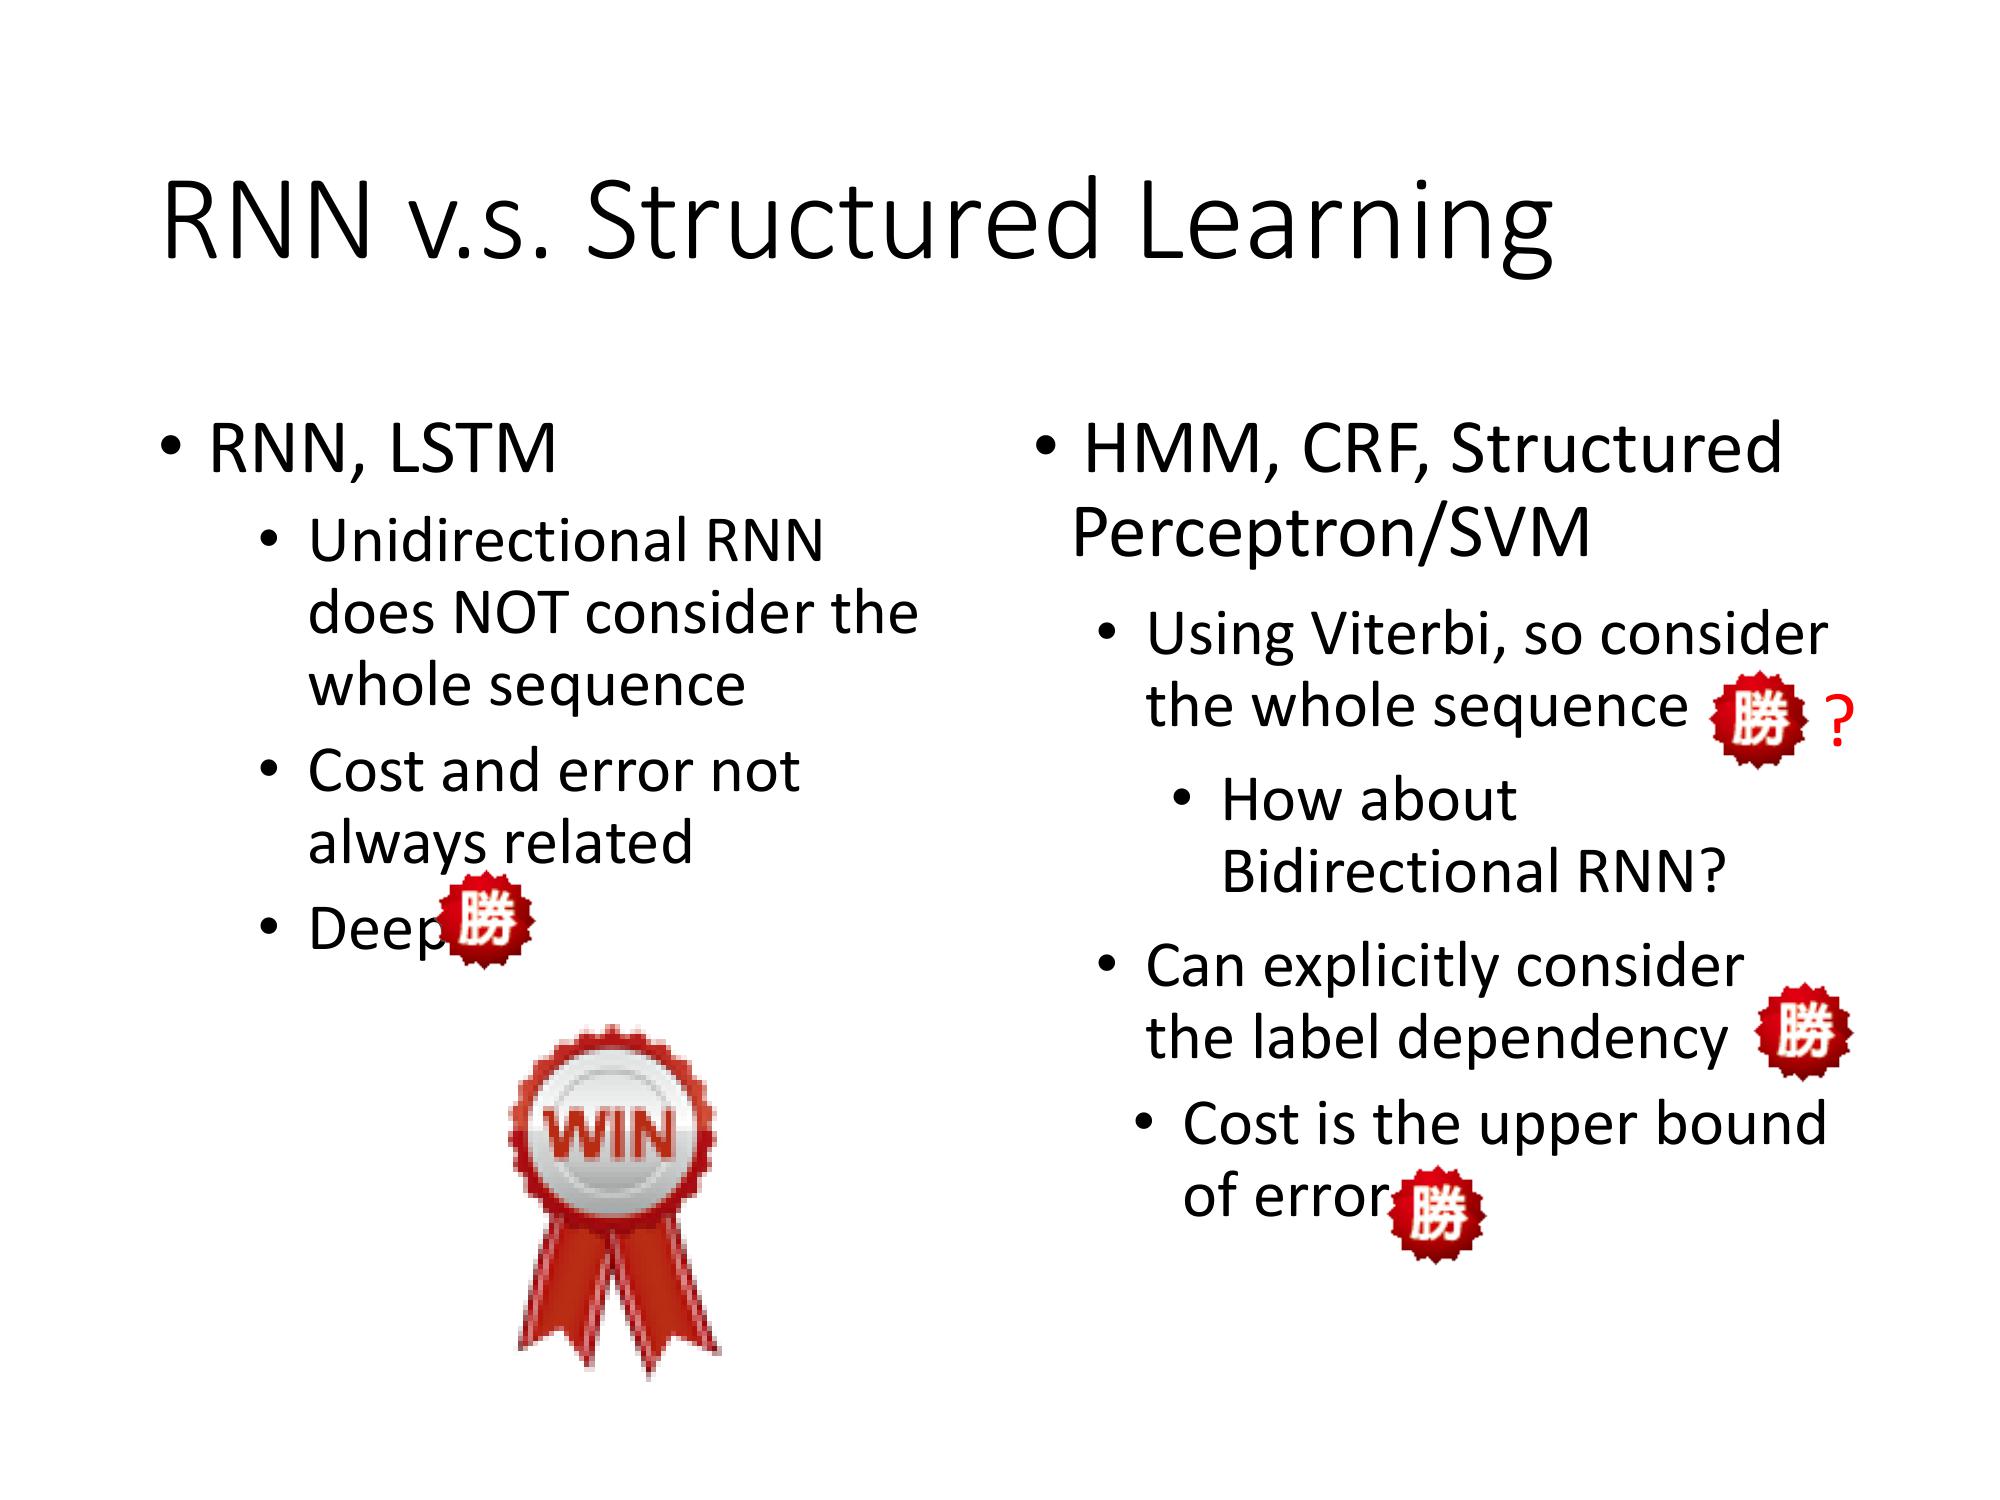 RNN v.s. Structured Learning
• RNN, LSTM
• Unidirectional RNN
does NOT consider the
whole sequence
• Cost and error not
always related
• Deep 勝
WIN
• HMM, CRF, Structured
Perceptron/SVM
• Using Viterbi, so consider
the whole sequence 勝 ?
• How about
Bidirectional RNN?
• Can explicitly consider
the label dependency 勝
• Cost is the upper bound
of error 勝